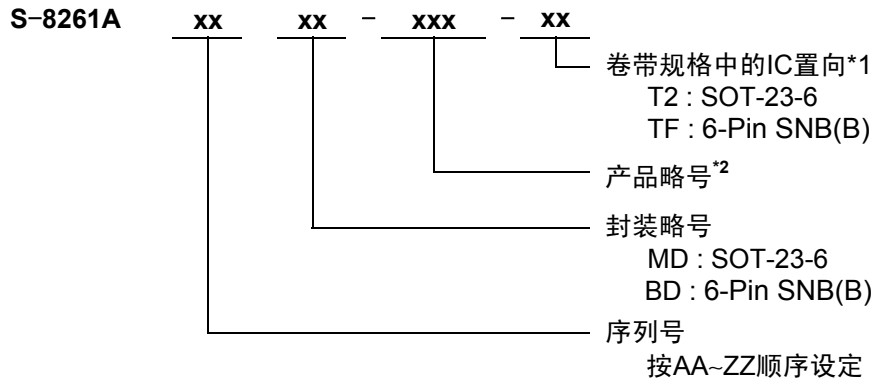 S−8261A xx xx − xxx − xx
卷带规格中的IC置向*1
T2 : SOT-23-6
TF : 6-Pin SNB(B)
产品略号*2
封装略号
MD : SOT-23-6
BD : 6-Pin SNB(B)
序列号
按AA~ZZ顺序设定